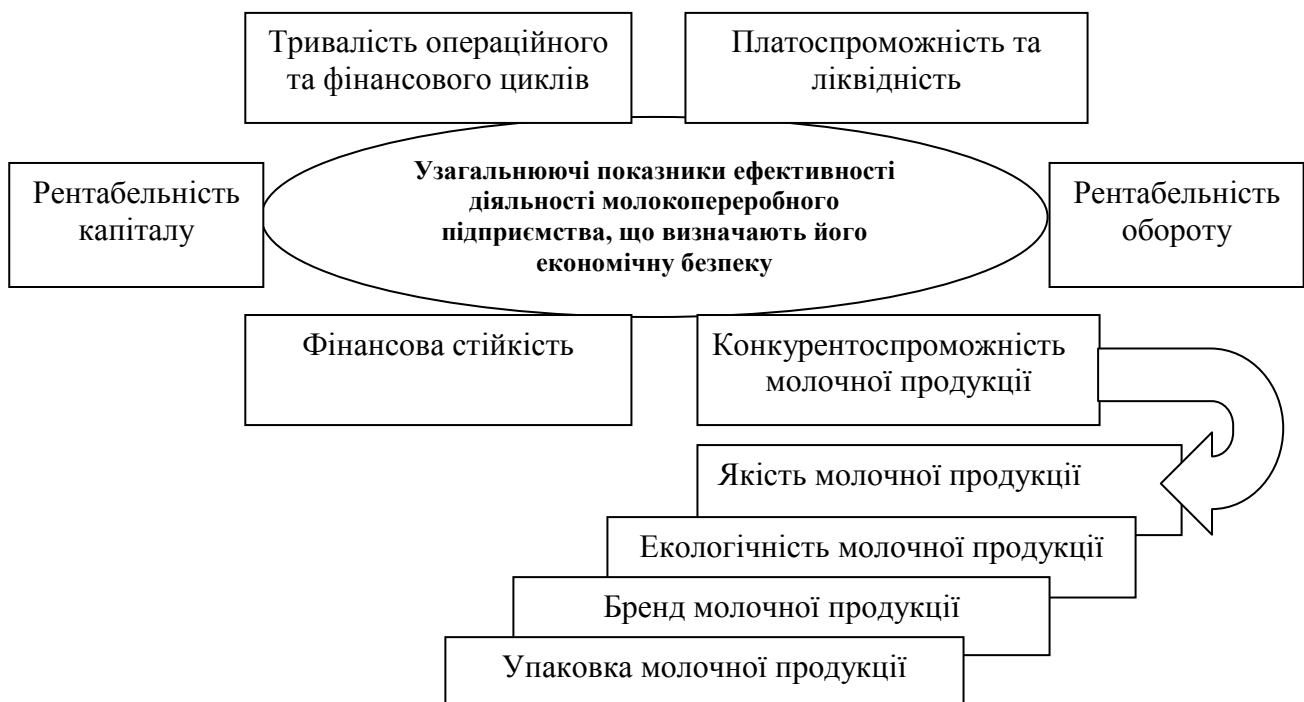 Тривалість операційного
та фінансового циклів
Платоспроможність та
ліквідність
Рентабельність
капіталу
Узагальнюючі показники ефективності
діяльності молокопереробного
підприємства, що визначають його
економічну безпеку
Рентабельність
обороту
Фінансова стійкість
Конкурентоспроможність
молочної продукції
Якість молочної продукції
Екологічність молочної продукції
Бренд молочної продукції
Упаковка молочної продукції